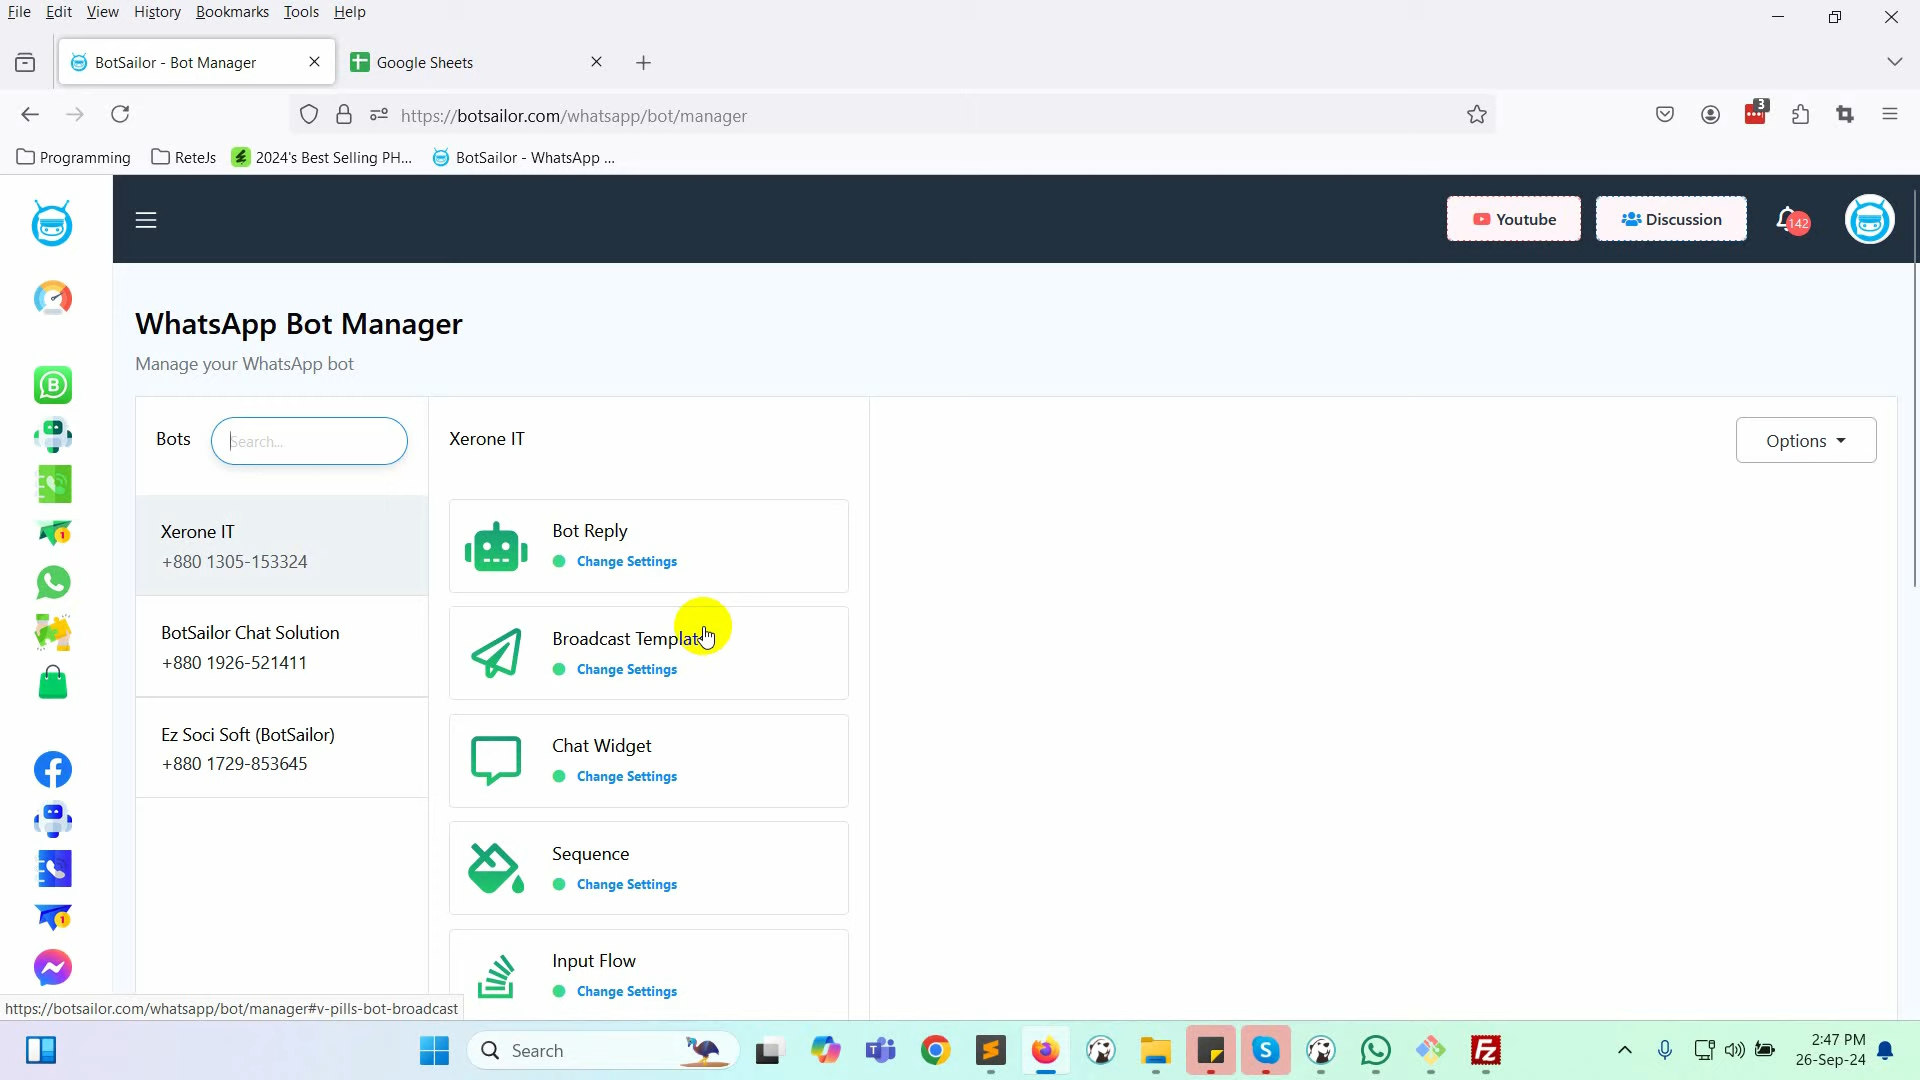 File Edit View History Bookmarks Tools Help
BotSailor - Bot Manager
Google Sheets
https://botsailor.com/whatsapp/bot/manager
3
Programming
ReteJs
2024's Best Selling PH...
BotSailor - WhatsApp ...
Youtube
Discussion
142
WhatsApp Bot Manager
Manage your WhatsApp bot
Bots
Search...
Xerone IT
Options
Xerone IT
+880 1305-153324
BotSailor Chat Solution
+880 1926-521411
Ez Soci Soft (BotSailor)
+880 1729-853645
Bot Reply
Change Settings
Broadcast Templat
Change Settings
Chat Widget
Change Settings
Sequence
Change Settings
Input Flow
Change Settings
1
1
https://botsailor.com/whatsapp/bot/manager#v-pills-bot-broadcast
Search
2:47 PM
26-Sep-24